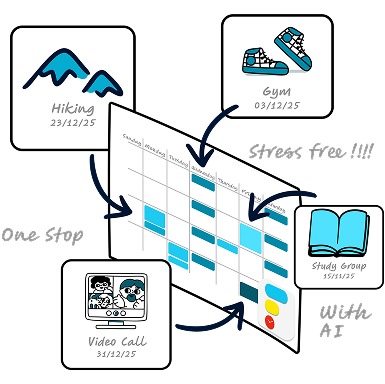 Hiking
23/12/25
Gym
03/12/25
Stress free !!!!
Sunday Monday Tuesday Wednesday Thursday Friday Saturday
One Stop
Study Group
15/11/25
With
AI
Video Call
31/12/25